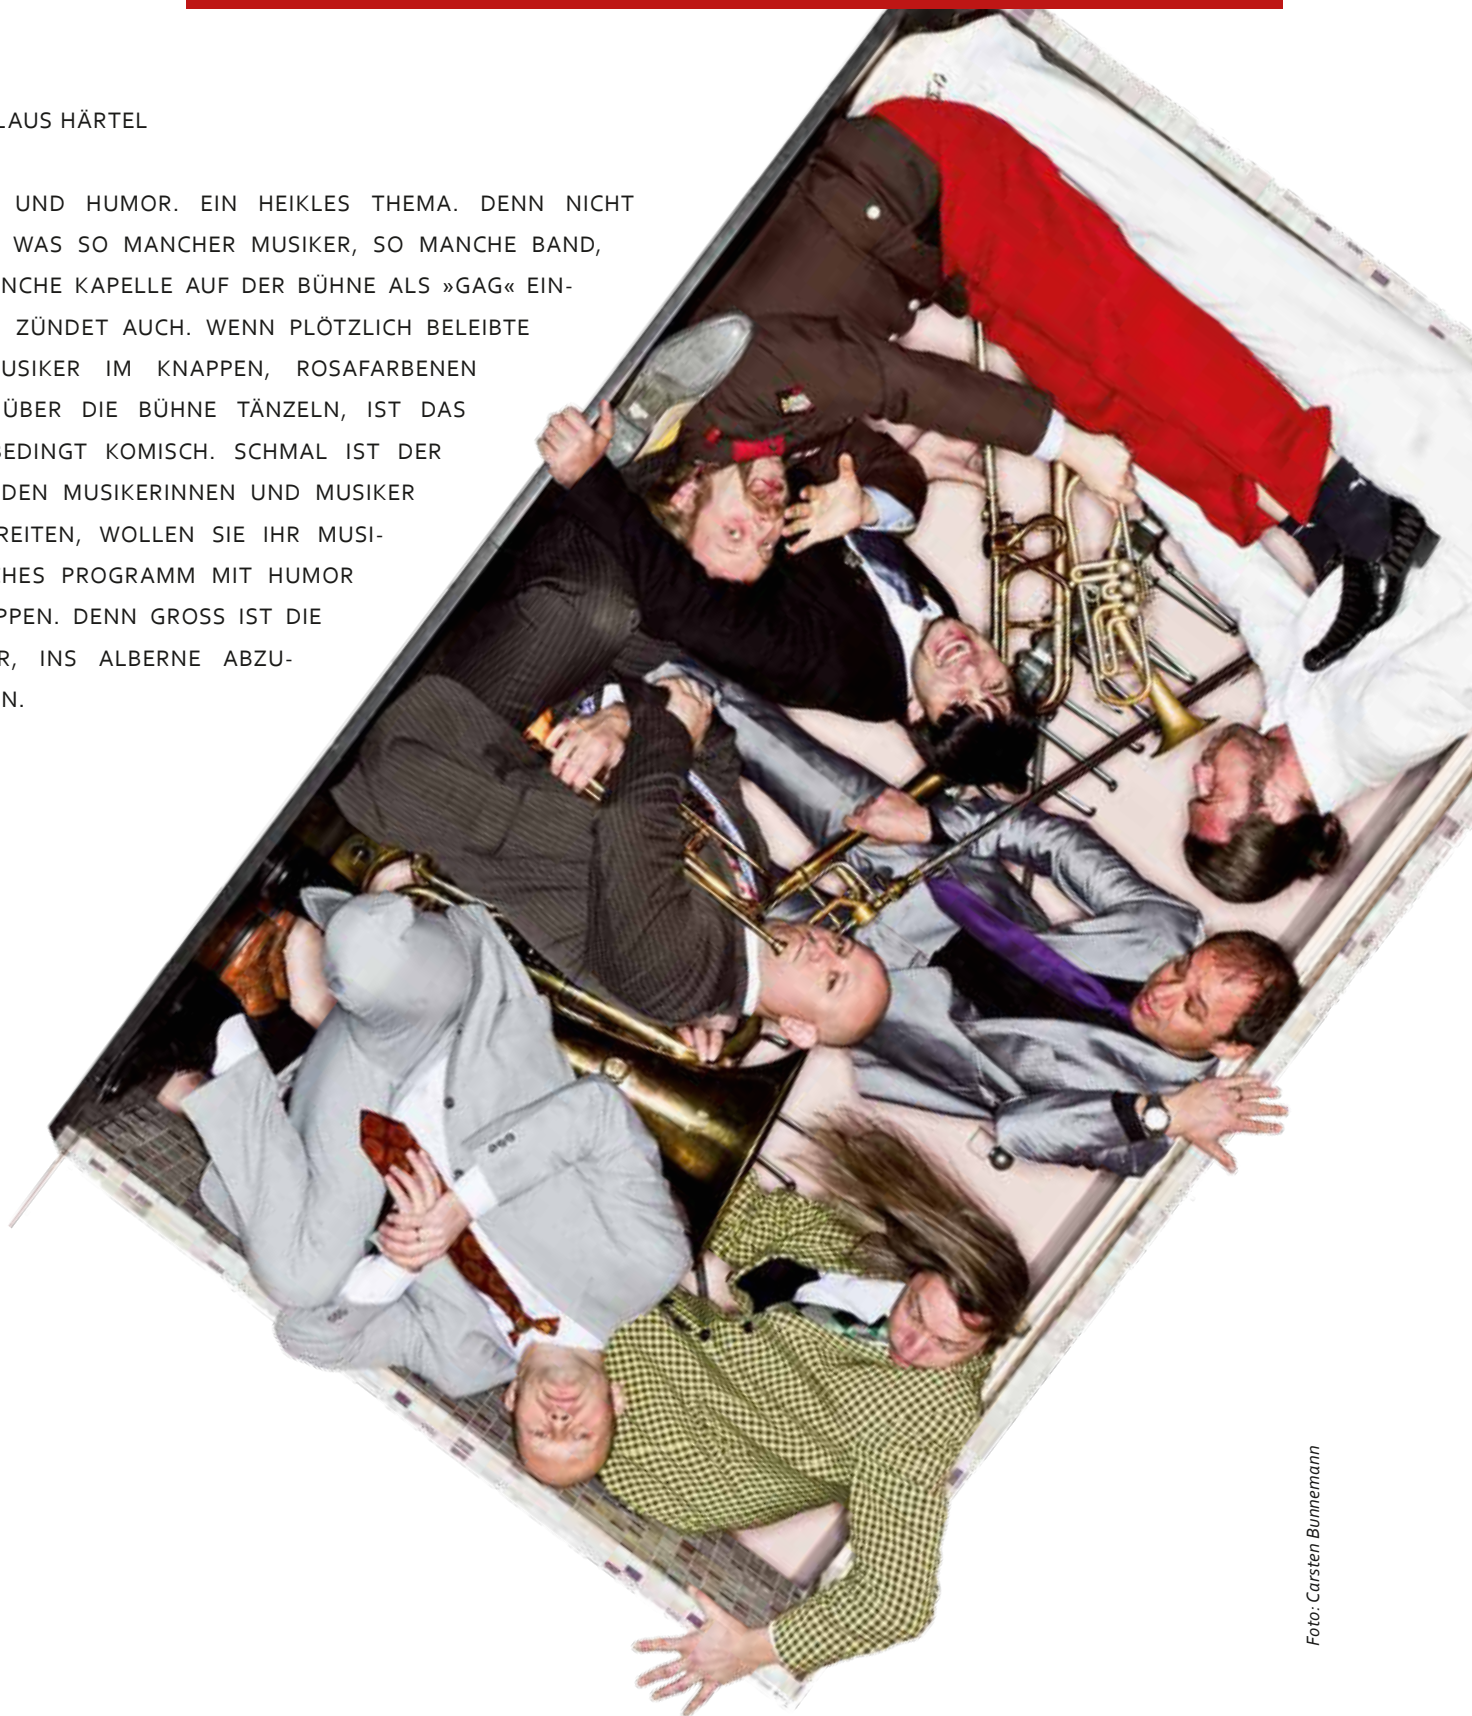 LAUS HÄRTEL
UND HUMOR. EIN HEIKLES THEMA. DENN NICHT
WAS SO MANCHER MUSIKER, SO MANCHE BAND,
NCHE KAPELLE AUF DER BÜHNE ALS »GAG« EIN-
ZÜNDET AUCH. WENN PLÖTZLICH BELEIBTE
USIKER IM KNAPPEN, ROSAFARBENEN
ÜBER DIE BÜHNE TÄNZELN, IST DAS
BEDINGT KOMISCH. SCHMAL IST DER
DEN MUSIKERINNEN UND MUSIKER
REITEN, WOLLEN SIE IHR MUSI-
CHES PROGRAMM MIT HUMOR
PPEN. DENN GROSS IST DIE
R, INS ALBERNE ABZU-
N.
Foto: Carsten Bunnemann